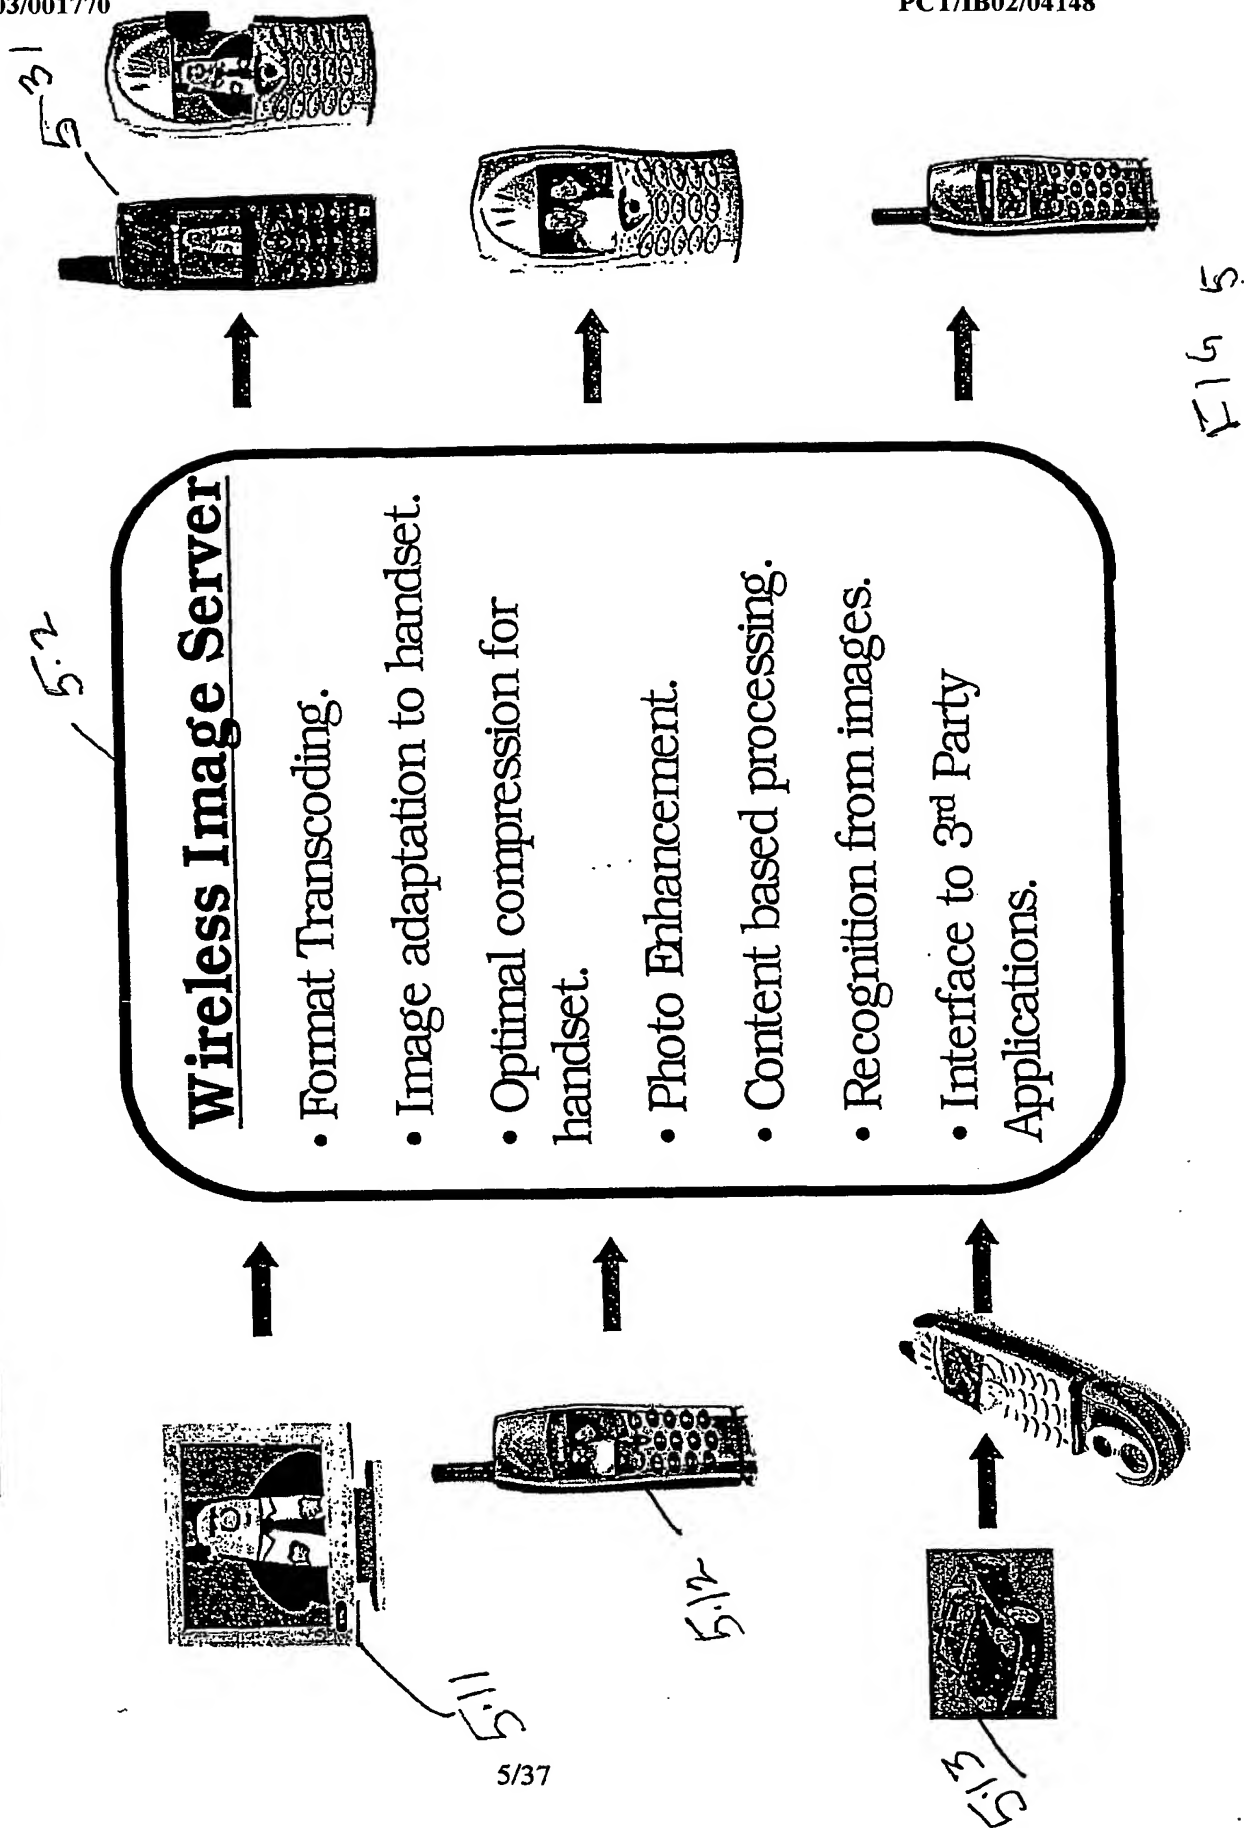 03/001770
PCT/IB02/04148
5.2
5 31
Wireless Image Server
• Format Transcoding.
• Image adaptation to handset.
• Optimal compression for
handset.
• Photo Enhancement.
• Content based processing.
• Recognition from images.
• Interface to 3rd Party
Applications.
5.11
5.12
5.13
FIG 5
5/37